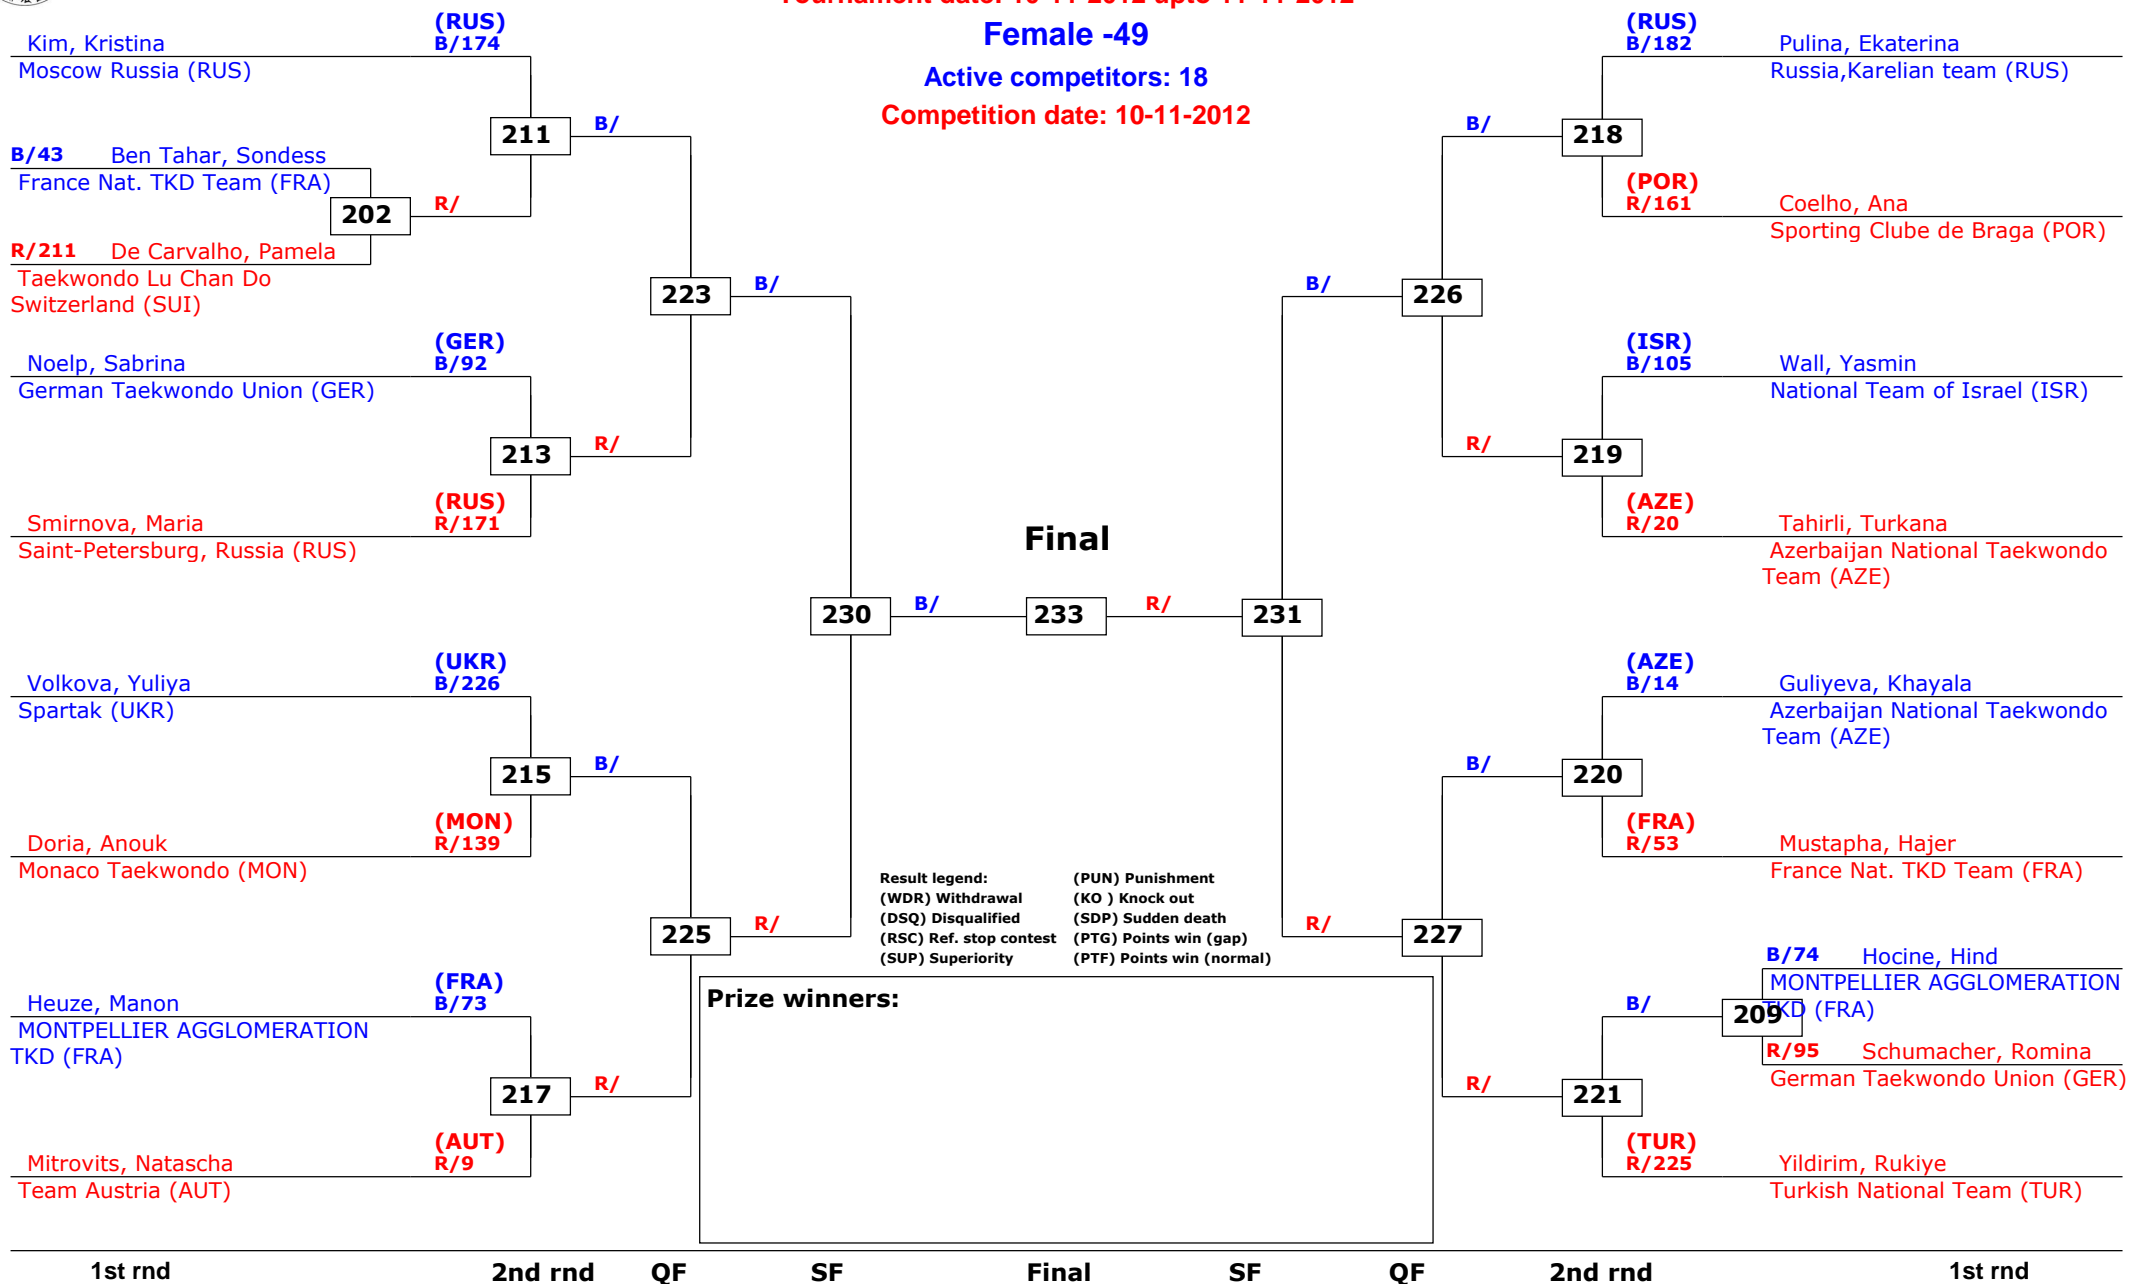 Tournament date: 10-11-2012 upto 11-11-2012
Female -49
Active competitors: 18
Competition date: 10-11-2012
(RUS)
Kim, Kristina B/174
Moscow Russia (RUS)
211
B/
B/43 Ben Tahar, Sondess
France Nat. TKD Team (FRA)
202
R/
R/211 De Carvalho, Pamela
Taekwondo Lu Chan Do
Switzerland (SUI)
223
B/
(GER)
Noelp, Sabrina B/92
German Taekwondo Union (GER)
213
R/
(RUS)
Smirnova, Maria R/171
Saint-Petersburg, Russia (RUS)
230
B/
(UKR)
Volkova, Yuliya B/226
Spartak (UKR)
215
B/
(MON)
Doria, Anouk R/139
Monaco Taekwondo (MON)
225
R/
(FRA)
Heuze, Manon B/73
MONTPELLIER AGGLOMERATION
TKD (FRA)
217
R/
(AUT)
Mitrovits, Natascha R/9
Team Austria (AUT)
Final
233
R/
231
(RUS)
B/182 Pulina, Ekaterina
Russia,Karelian team (RUS)
B/
218
(POR)
R/161 Coelho, Ana
Sporting Clube de Braga (POR)
B/
226
(ISR)
B/105 Wall, Yasmin
National Team of Israel (ISR)
R/
219
(AZE)
R/20 Tahirli, Turkana
Azerbaijan National Taekwondo
Team (AZE)
(AZE)
B/14 Guliyeva, Khayala
Azerbaijan National Taekwondo
Team (AZE)
B/
220
(FRA)
R/53 Mustapha, Hajer
France Nat. TKD Team (FRA)
R/
227
B/74 Hocine, Hind
MONTPELLIER AGGLOMERATION
TKD (FRA)
B/
209
R/95 Schumacher, Romina
German Taekwondo Union (GER)
R/
221
(TUR)
R/225 Yildirim, Rukiye
Turkish National Team (TUR)
Result legend: (PUN) Punishment
(WDR) Withdrawal (KO ) Knock out
(DSQ) Disqualified (SDP) Sudden death
(RSC) Ref. stop contest (PTG) Points win (gap)
(SUP) Superiority (PTF) Points win (normal)
Prize winners:
1st rnd 2nd rnd QF SF Final SF QF 2nd rnd 1st rnd